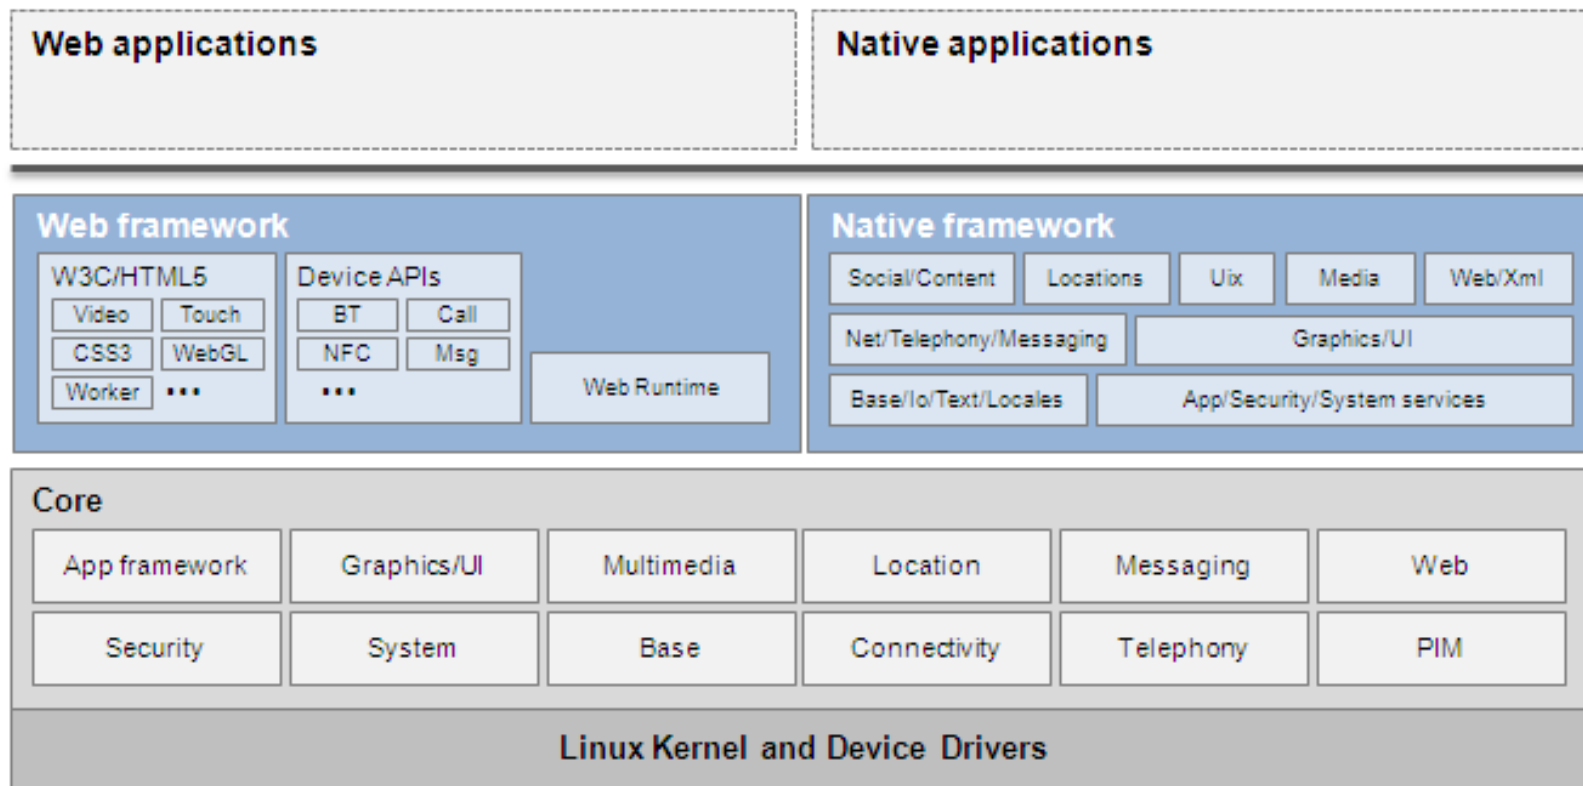 Web applications
Native applications
Web framework
W3C/HTML5
Video Touch
CSS3 WebGL
Worker •••
Device APIs
BT Call
NFC Msg
•••
Web Runtime
Native framework
Social/Content Locations Uix Media Web/Xml
Net/Telephony/Messaging Graphics/UI
Base/Io/Text/Locales App/Security/System services
Core
App framework Graphics/UI Multimedia Location Messaging Web
Security System Base Connectivity Telephony PIM
Linux Kernel and Device Drivers